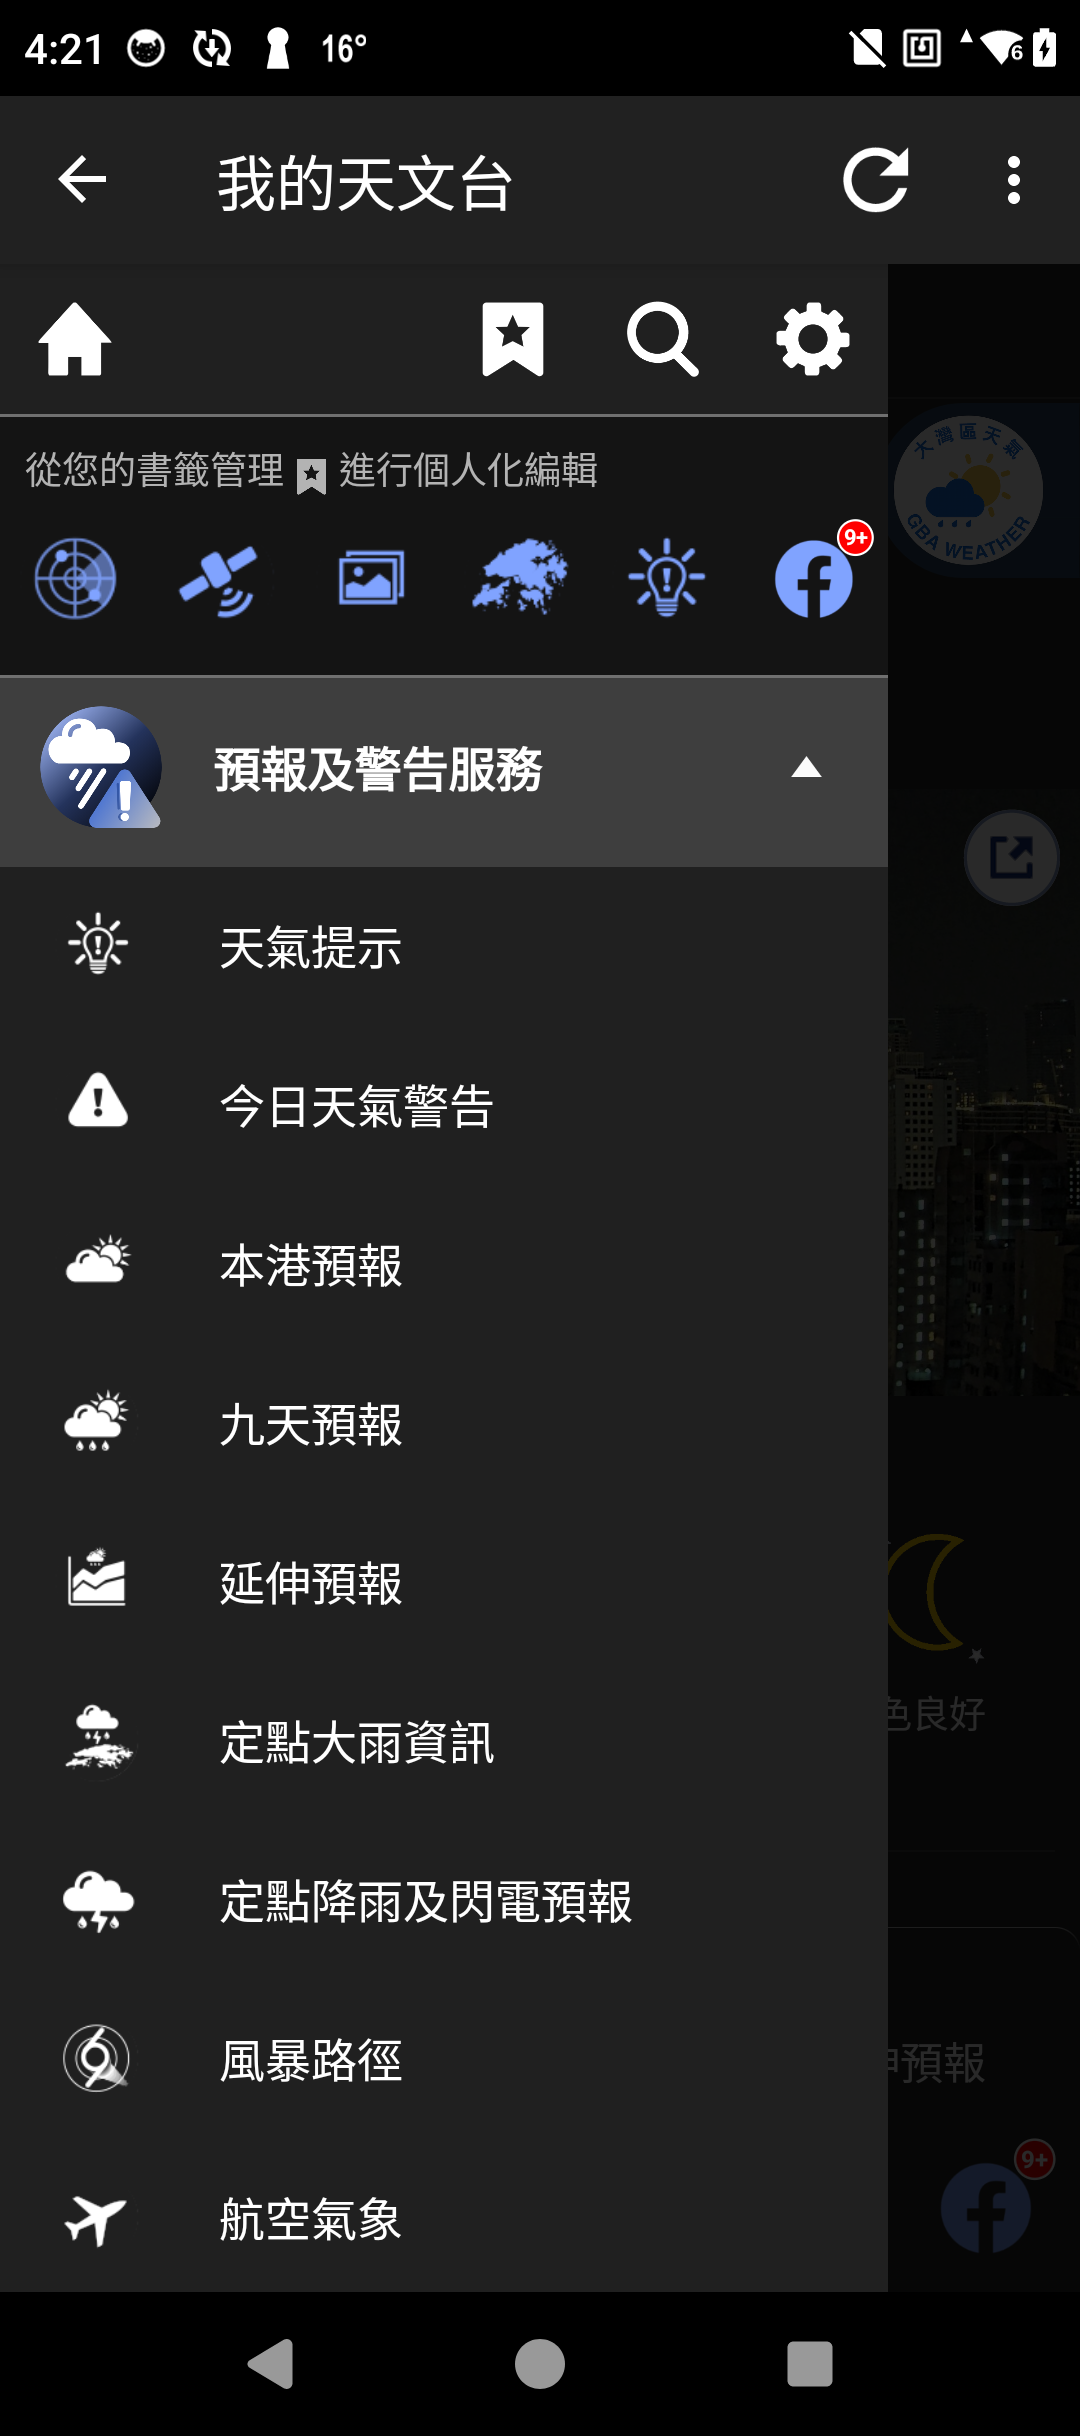 4:21 16°
6
我的天文台
從您的書籤管理 進行個人化編輯
大灣區天氣
GBA WEATHER
9+
預報及警告服務
天氣提示
今日天氣警告
本港預報
九天預報
延伸預報
色良好
定點大雨資訊
定點降雨及閃電預報
風暴路徑
預報
9+
航空氣象